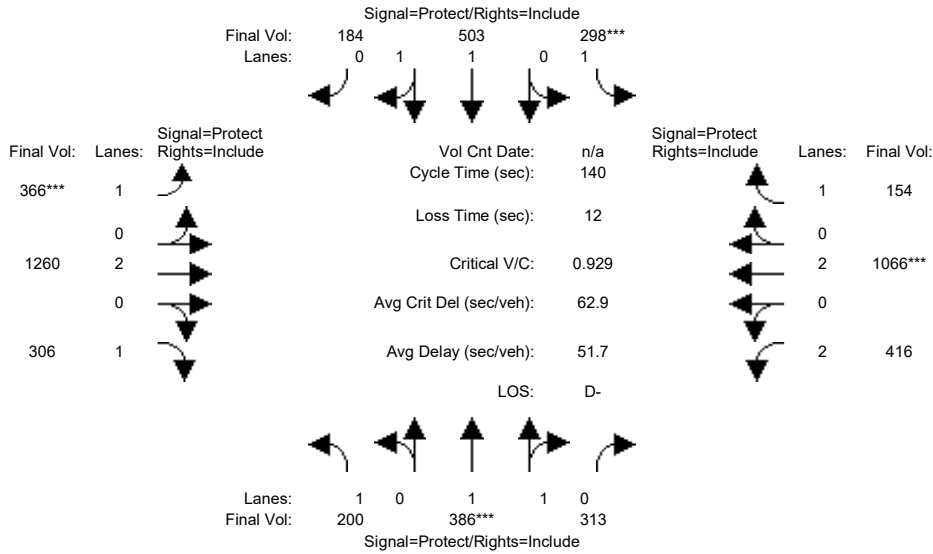 Signal=Protect/Rights=Include
Final Vol: 184 503 298***
Lanes: 0 1 1 0 1
Signal=Protect Signal=Protect
Final Vol: Lanes: Rights=Include Vol Cnt Date: n/a Rights=Include Lanes: Final Vol:
Cycle Time (sec): 140
366*** 1 1 154
Loss Time (sec): 12
0 0
1260 2 Critical V/C: 0.929 2 1066***
0 Avg Crit Del (sec/veh): 62.9 0
306 1 Avg Delay (sec/veh): 51.7 2 416
LOS: D-
Lanes: 1 0 1 1 0
Final Vol: 200 386*** 313
Signal=Protect/Rights=Include